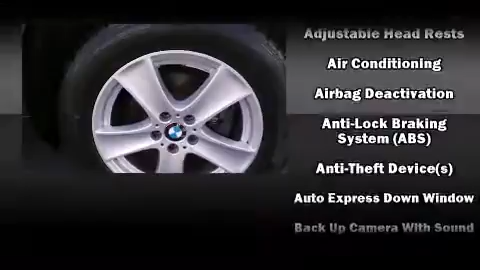 Adjustable Head Rests
Air Conditioning
Airbag Deactivation
Anti-Lock Braking
System (ABS)
Anti-Theft Device(s)
Auto Express Down Window
Back Up Camera With Sound